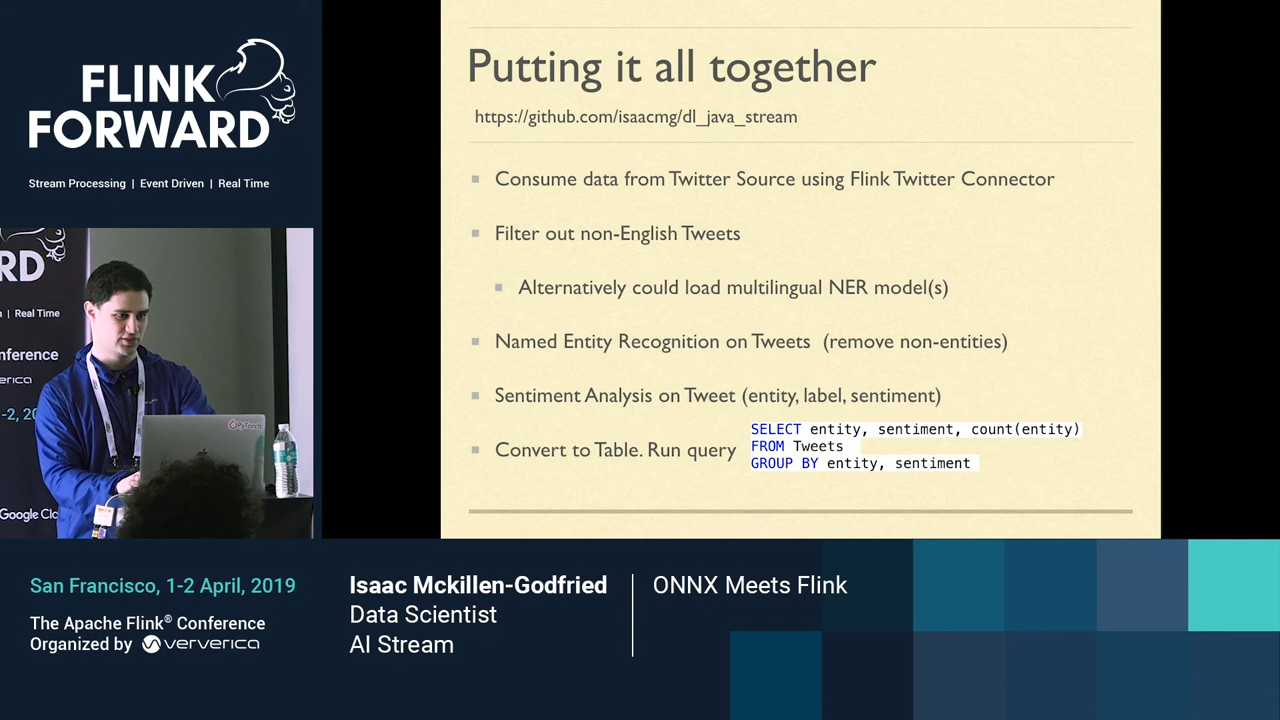 FLINK
FORWARD
Stream Processing | Event Driven | Real Time
RD
| Real Time
nference
erica
-2, 20
Google Clo
PyTorch
Putting it all together
https://github.com/isaacmg/dl_java_stream
Consume data from Twitter Source using Flink Twitter Connector
Filter out non-English Tweets
Alternatively could load multilingual NER model(s)
Named Entity Recognition on Tweets (remove non-entities)
Sentiment Analysis on Tweet (entity, label, sentiment)
Convert to Table. Run query
SELECT entity, sentiment, count(entity)
FROM Tweets
GROUP BY entity, sentiment
San Francisco, 1-2 April, 2019
The Apache Flink® Conference
Organized by ververica
Isaac Mckillen-Godfried
Data Scientist
AI Stream
ONNX Meets Flink